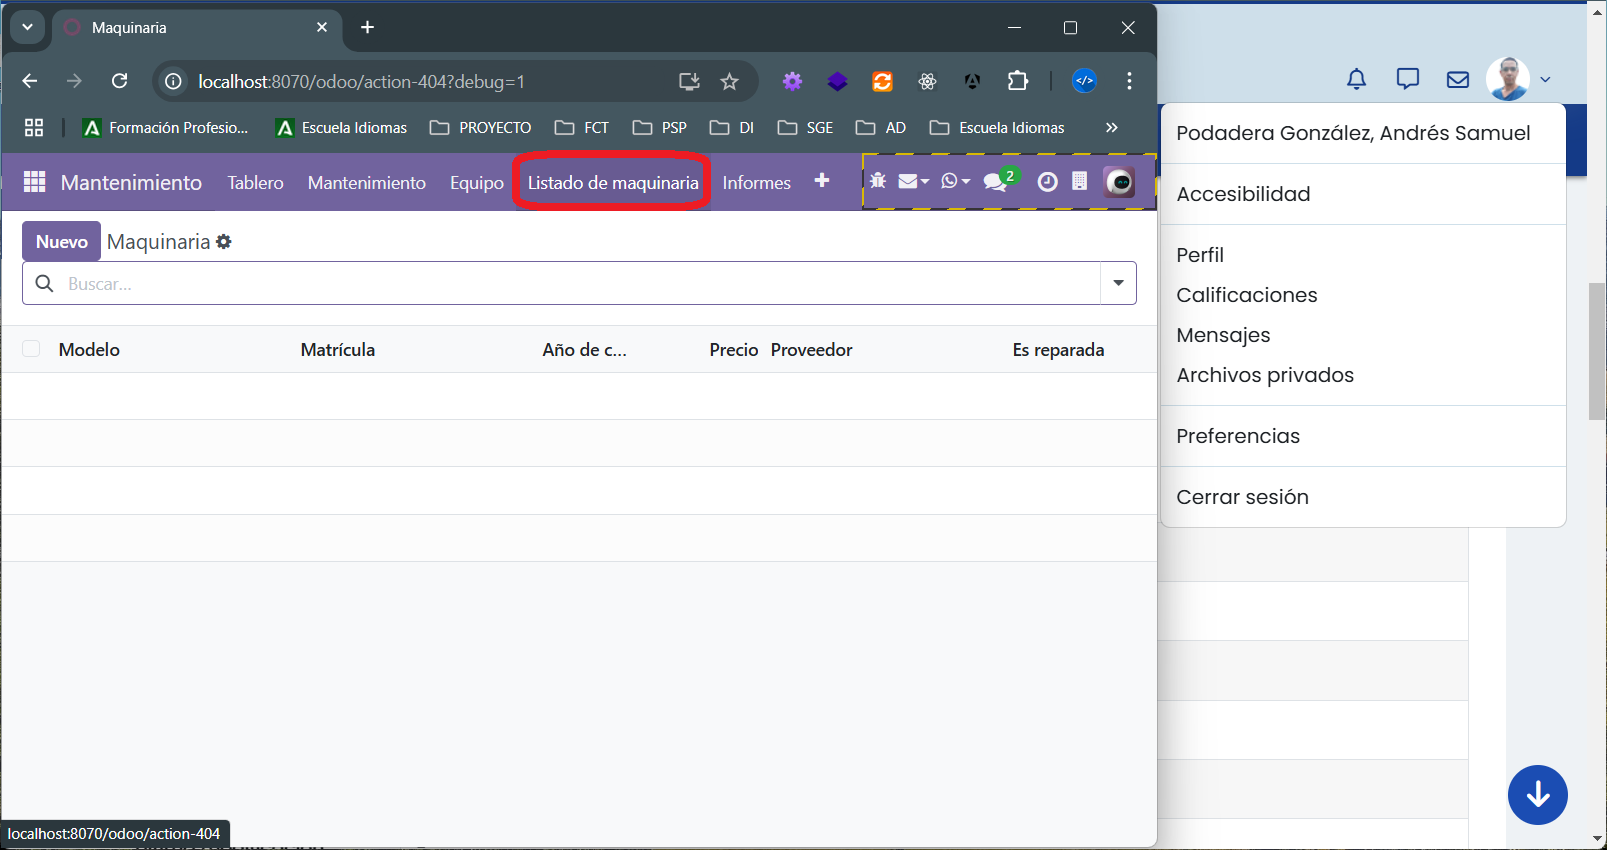 Maquinaria
localhost:8070/odoo/action-404?debug=1
Formación Profesio...
Escuela Idiomas
PROYECTO
FCT
PSP
DI
SGE
AD
Escuela Idiomas
Mantenimiento
Tablero
Mantenimiento
Equipo
Listado de maquinaria
Informes
2
Nuevo
Maquinaria
Buscar...
Modelo
Matrícula
Año de c...
Precio
Proveedor
Es reparada
localhost:8070/odoo/action-404
Podadera González, Andrés Samuel
Accesibilidad
Perfil
Calificaciones
Mensajes
Archivos privados
Preferencias
Cerrar sesión